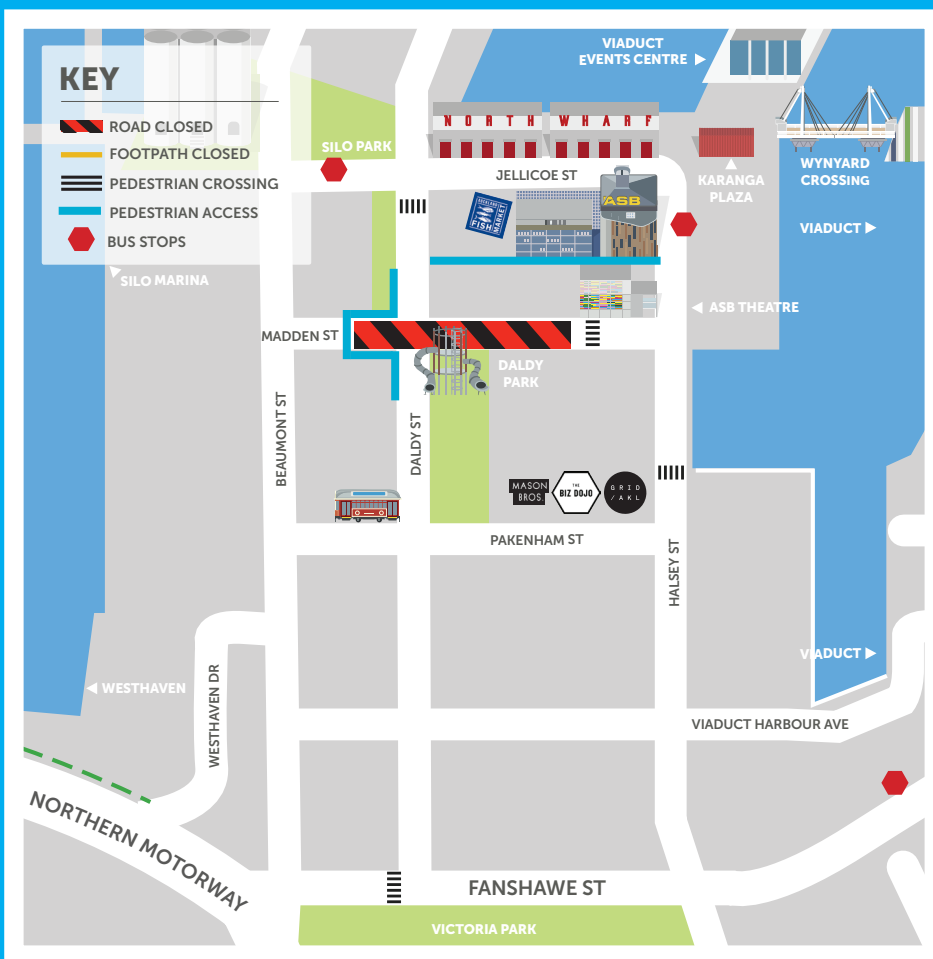 KEY
ROAD CLOSED
FOOTPATH CLOSED
PEDESTRIAN CROSSING
PEDESTRIAN ACCESS
BUS STOPS
VIADUCT
EVENTS CENTRE
NORTH WHARF
SILO PARK
JELLICOE ST
KARANGA
PLAZA
WYNYARD
CROSSING
AUCKLAND
FISH
MARKET
ASB
VIADUCT
SILO MARINA
ASB THEATRE
MADDEN ST
DALDY
PARK
BEAUMONT ST
DALDY ST
MASON
BROS.
THE
BIZ DOJO
GRID
/AKL
PAKENHAM ST
HALSEY ST
VIADUCT
WESTHAVEN
WESTHAVEN DR
VIADUCT HARBOUR AVE
NORTHERN MOTORWAY
FANSHAWE ST
VICTORIA PARK